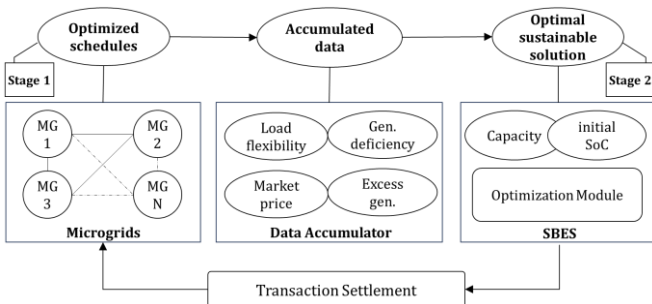 Optimized
schedules
Accumulated
data
Optimal
sustainable
solution
Stage 1
Stage 2
MG
1
MG
2
MG
3
MG
N
Microgrids
Load
flexibility
Gen.
deficiency
Market
price
Excess
gen.
Data Accumulator
Capacity
initial
SoC
Optimization Module
SBES
Transaction Settlement